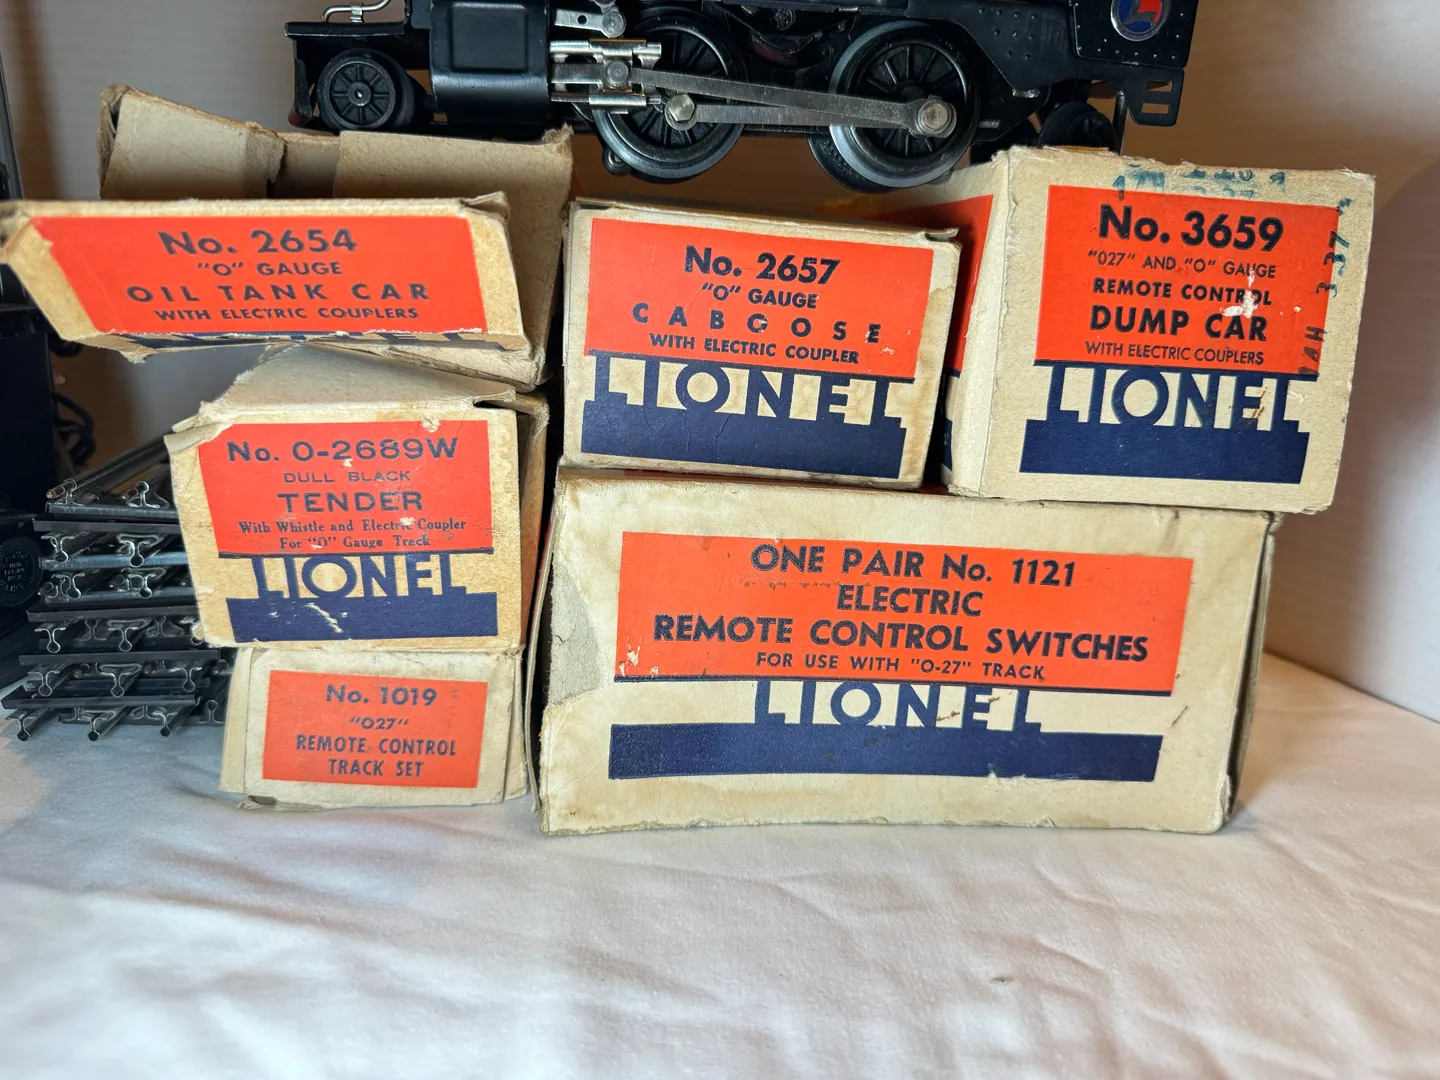 No. 2654
"O" GAUGE
OIL TANK CAR
WITH ELECTRIC COUPLERS
LIONEL
No. 2657
"O" GAUGE
CABOOSE
WITH ELECTRIC COUPLER
LIONEL
No. 3659
"027" AND "O" GAUGE
REMOTE CONTROL
DUMP CAR
WITH ELECTRIC COUPLERS
LIONEL
3-37
No. O-2689W
DULL BLACK
TENDER
With Whistle and Electric Coupler
For "O" Gauge Track
LIONEL
ONE PAIR No. 1121
ELECTRIC
REMOTE CONTROL SWITCHES
FOR USE WITH "O-27" TRACK
LIONEL
No. 1019
"027"
REMOTE CONTROL
TRACK SET
L